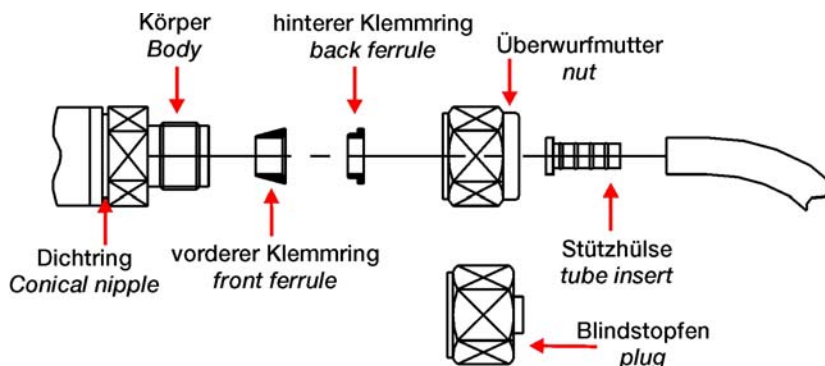 Körper
Body
hinterer Klemmring
back ferrule
Überwurfmutter
nut
Dichtring
Conical nipple
vorderer Klemmring
front ferrule
Stützhülse
tube insert
Blindstopfen
plug